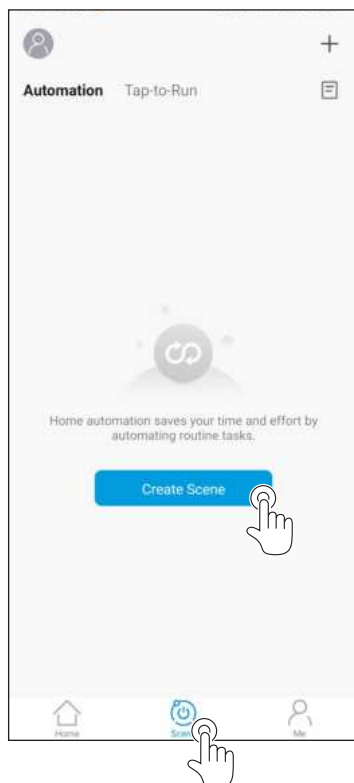 Automation Tap-to-Run
Home automation saves your time and effort by
automating routine tasks.
Create Scene
Home Me